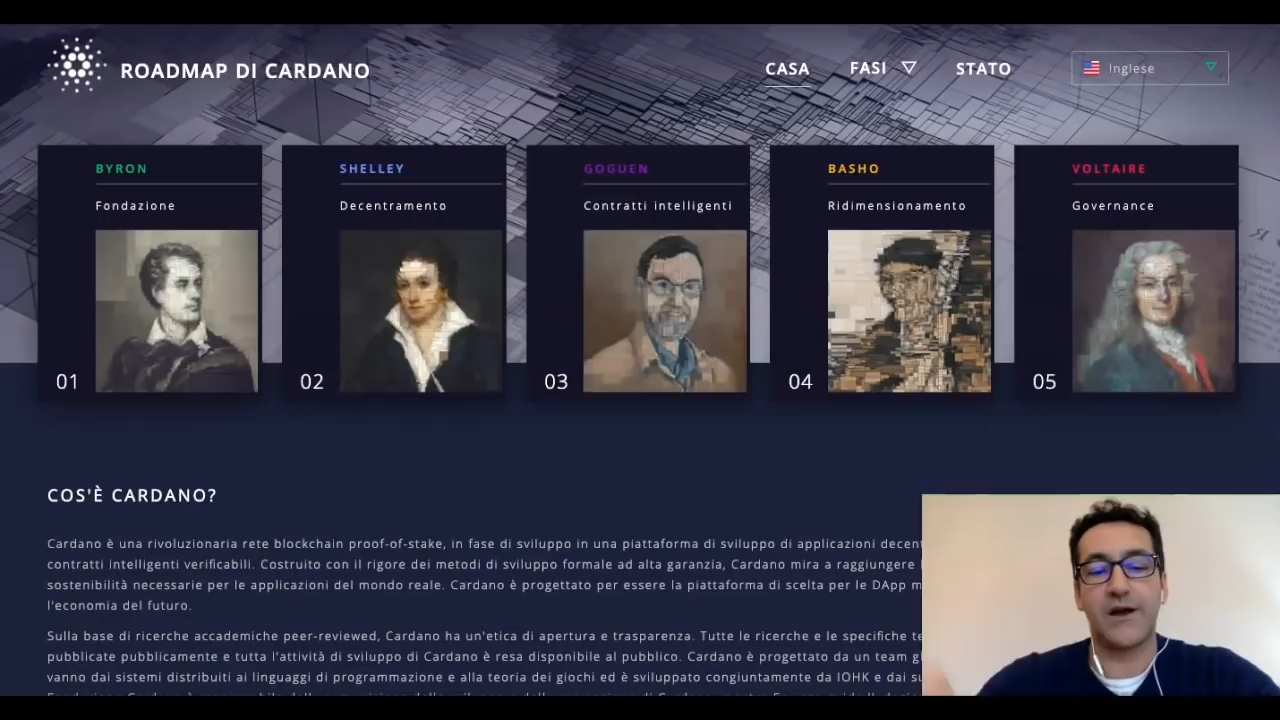 ROADMAP DI CARDANO
CASA
FASI
STATO
Inglese
BYRON
Fondazione
01
SHELLEY
Decentramento
02
GOGUEN
Contratti intelligenti
03
BASHO
Ridimensionamento
04
VOLTAIRE
Governance
05
COS'È CARDANO?
Cardano è una rivoluzionaria rete blockchain proof-of-stake, in fase di sviluppo in una piattaforma di sviluppo di applicazioni decent
contratti intelligenti verificabili. Costruito con il rigore dei metodi di sviluppo formale ad alta garanzia, Cardano mira a raggiungere
sostenibilità necessarie per le applicazioni del mondo reale. Cardano è progettato per essere la piattaforma di scelta per le DApp
l'economia del futuro.
Sulla base di ricerche accademiche peer-reviewed, Cardano ha un'etica di apertura e trasparenza. Tutte le ricerche e le specifiche te
pubblicate pubblicamente e tutta l'attività di sviluppo di Cardano è resa disponibile al pubblico. Cardano è progettato da un team
vanno dai sistemi distribuiti ai linguaggi di programmazione e alla teoria dei giochi ed è sviluppato congiuntamente da IOHK e dai su